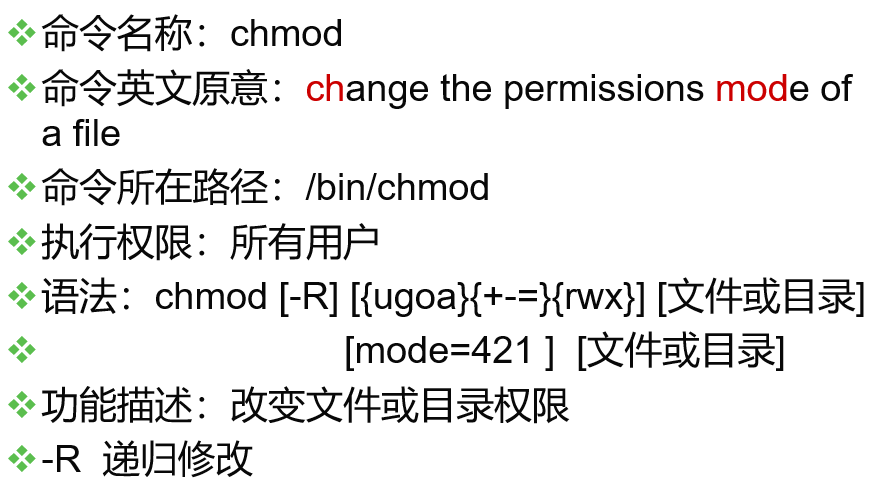 ❖命令名称：chmod
❖命令英文原意：change the permissions mode of
a file
❖命令所在路径：/bin/chmod
❖执行权限：所有用户
❖语法：chmod [-R] [{ugoa}{+-=}{rwx}] [文件或目录]
❖ [mode=421 ] [文件或目录]
❖功能描述：改变文件或目录权限
❖-R 递归修改